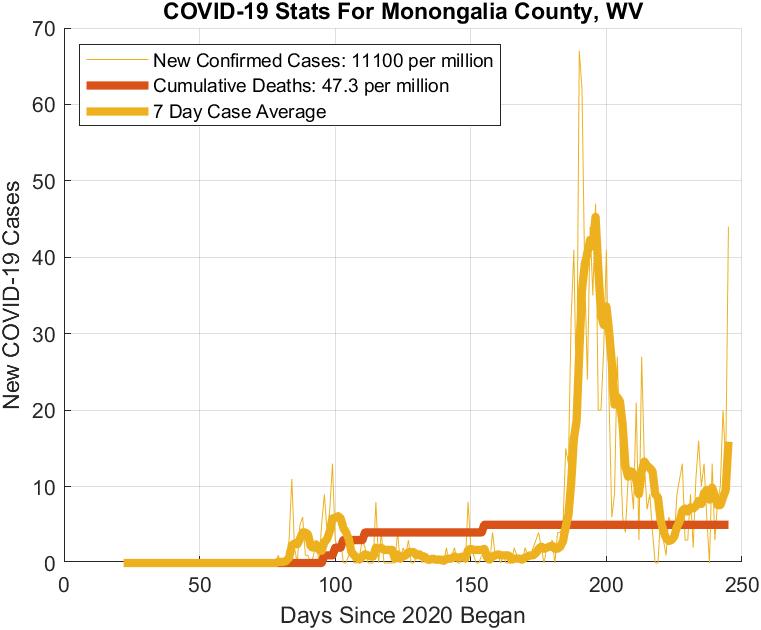 COVID-19 Stats For Monongalia County, WV
New Confirmed Cases: 11100 per million
Cumulative Deaths: 47.3 per million
7 Day Case Average
New COVID-19 Cases
70
60
50
40
30
20
10
0
0 50 100 150 200 250
Days Since 2020 Began